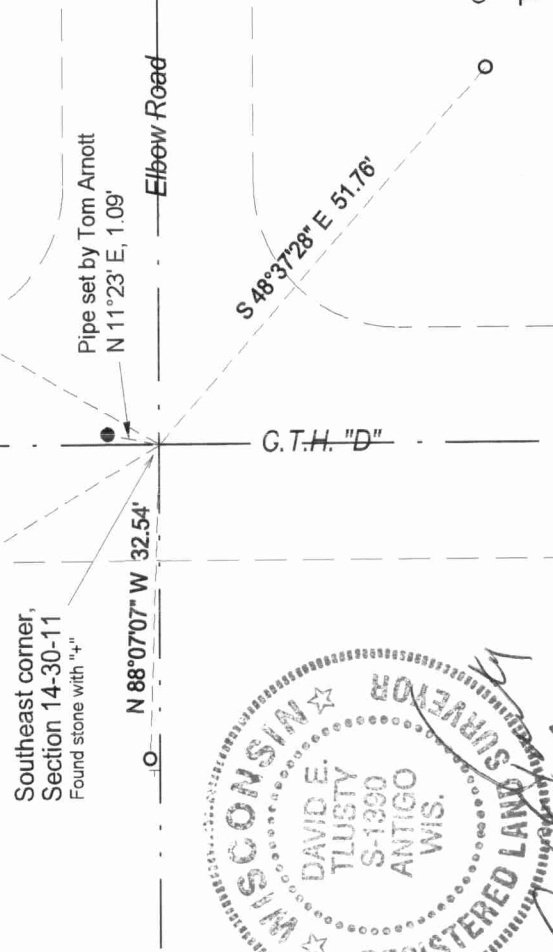 Pipe set by Tom Arnott
N 11°23' E, 1.09'
Elbow Road
S 48°37'28" E 51.76'
C.T.H. "D"
N 88°07'07" W 32.54'
Southeast corner,
Section 14-30-11
Found stone with "+"
WISCONSIN
DAVID E.
TLUSTY
S-1390
ANTIGO
WIS.
REGISTERED LAND SURVEYOR